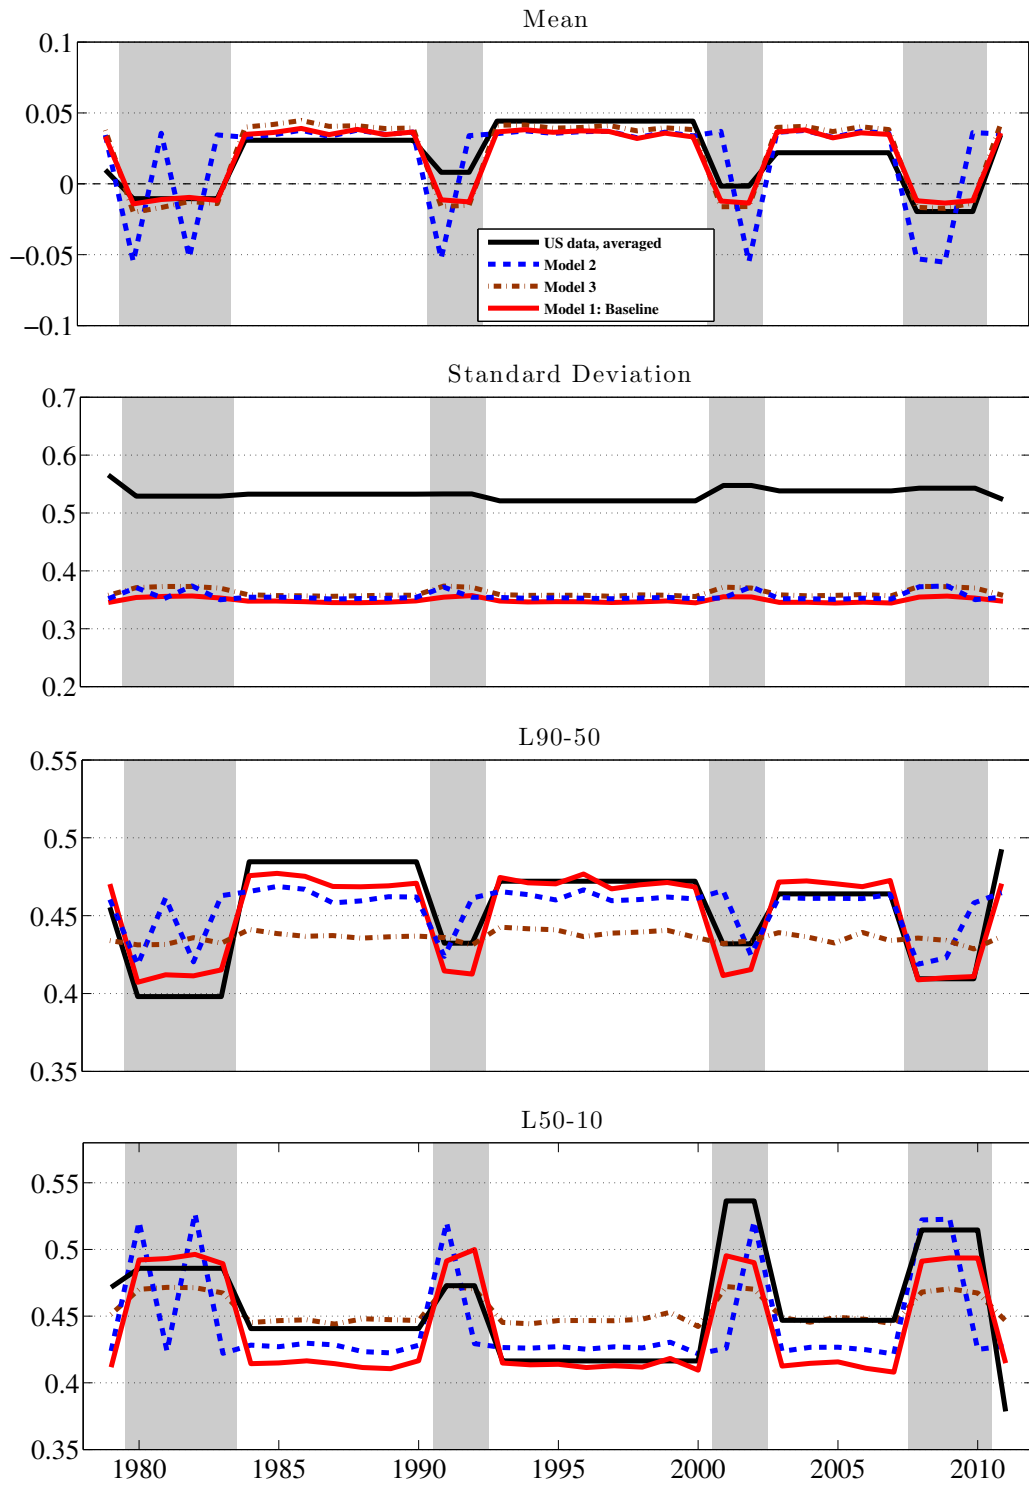 Mean
0.1
0.05
0
−0.05
−0.1
US data, averaged
Model 2
Model 3
Model 1: Baseline
Standard Deviation
0.7
0.6
0.5
0.4
0.3
0.2
L90-50
0.55
0.5
0.45
0.4
0.35
L50-10
0.55
0.5
0.45
0.4
0.35
1980 1985 1990 1995 2000 2005 2010